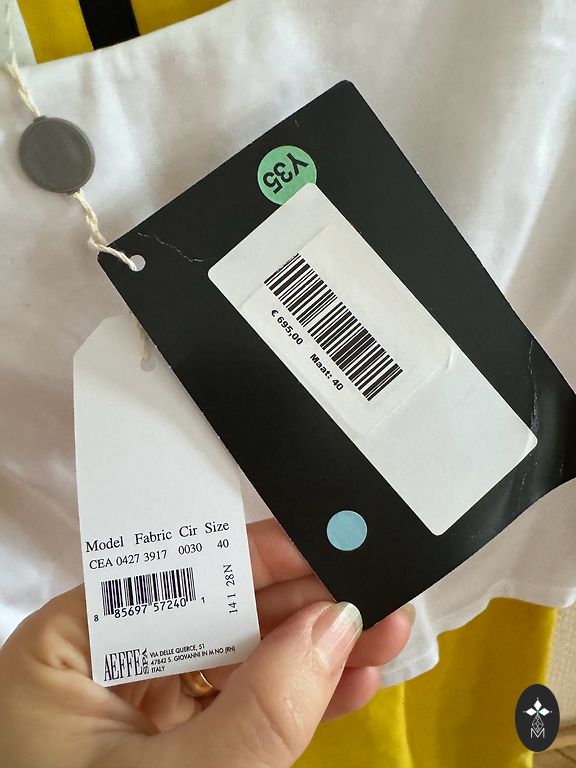 Y35
€ 695,00 Maat: 40
Model Fabric Cir Size
CEA 0427 3917 0030 40
8 85697 57240 1
14 1 28N
AEFFE SPA
VIA DELLE QUERCE, 51
47842 S. GIOVANNI IN M.NO (RN)
ITALY
M